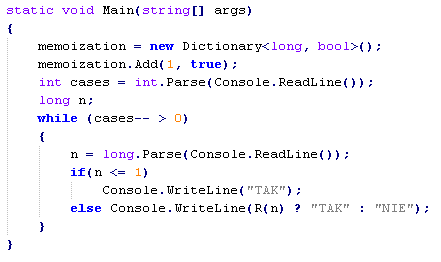 static void Main(string[] args)
{
    memoization = new Dictionary<long, bool>();
    memoization.Add(1, true);
    int cases = int.Parse(Console.ReadLine());
    long n;
    while (cases-- > 0)
    {
        n = long.Parse(Console.ReadLine());
        if(n <= 1)
            Console.WriteLine("TAK");
        else Console.WriteLine(R(n) ? "TAK" : "NIE");
    }
}